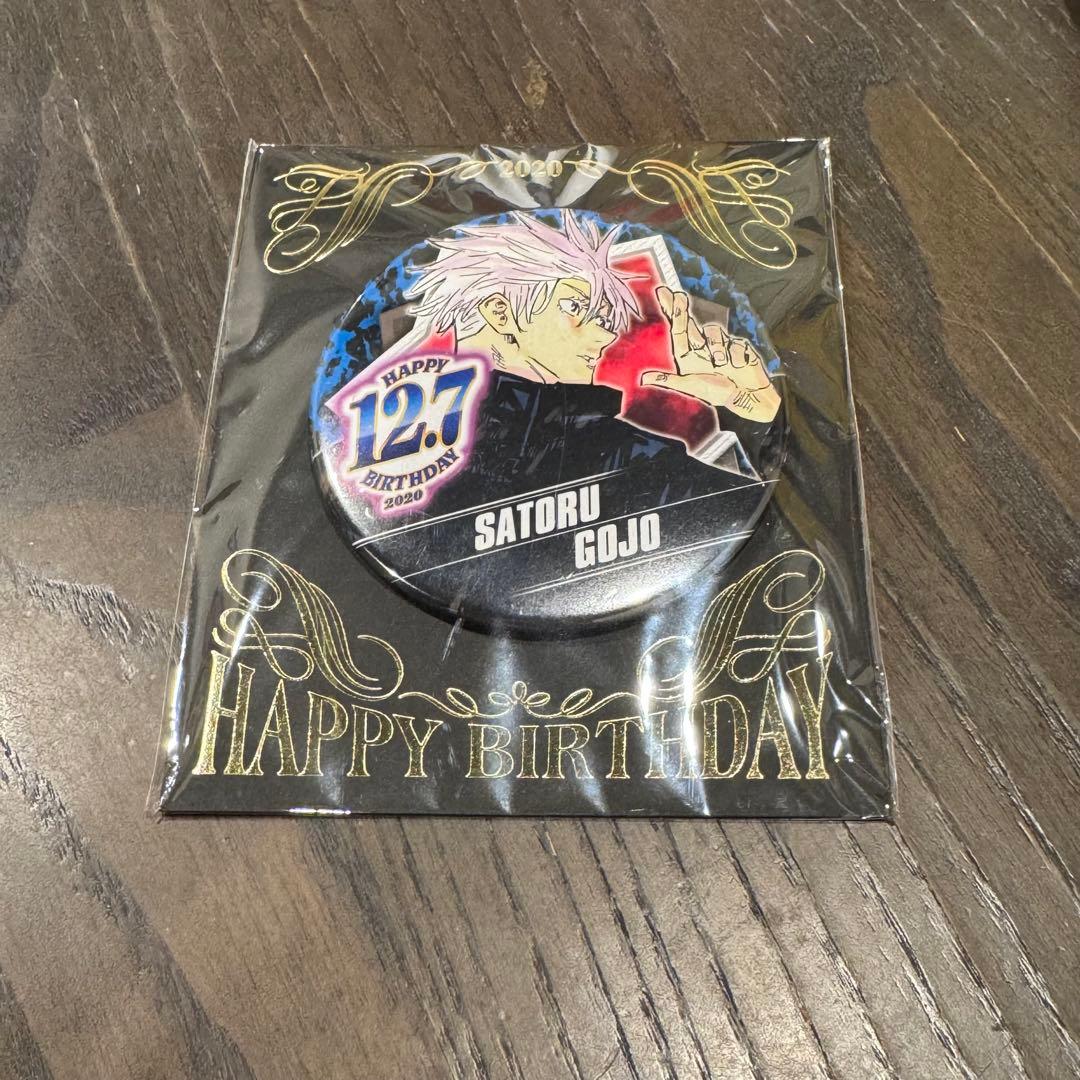 2020
HAPPY
12.7
BIRTHDAY
2020
SATORU
GOJO
HAPPY BIRTHDAY